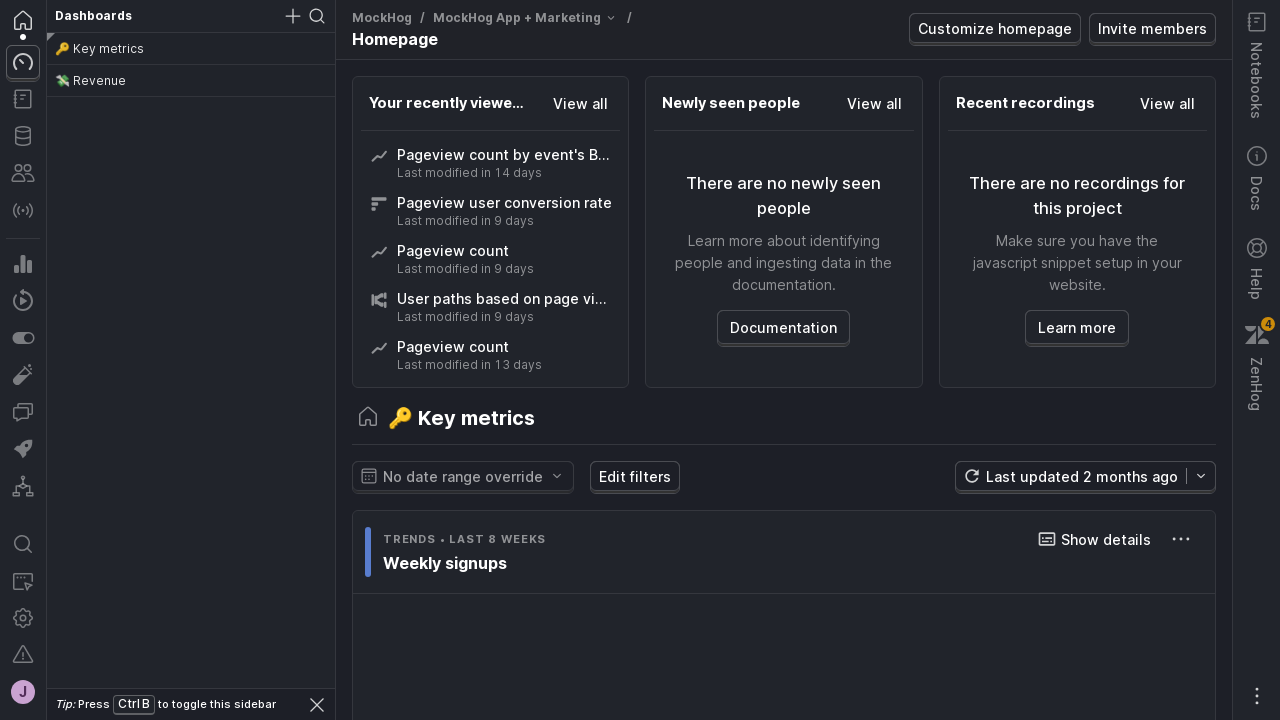 Dashboards
🔑 Key metrics
💸 Revenue
Tip: Press Ctrl B to toggle this sidebar
J
MockHog / MockHog App + Marketing /
Homepage
Customize homepage
Invite members
Your recently viewe...
View all
Pageview count by event's B...
Last modified in 14 days
Pageview user conversion rate
Last modified in 9 days
Pageview count
Last modified in 9 days
User paths based on page vi...
Last modified in 9 days
Pageview count
Last modified in 13 days
Newly seen people
View all
There are no newly seen
people
Learn more about identifying
people and ingesting data in the
documentation.
Documentation
Recent recordings
View all
There are no recordings for
this project
Make sure you have the
javascript snippet setup in your
website.
Learn more
🔑 Key metrics
No date range override
Edit filters
Last updated 2 months ago
TRENDS • LAST 8 WEEKS
Weekly signups
Show details
Notebooks
Docs
Help
4
ZenHog